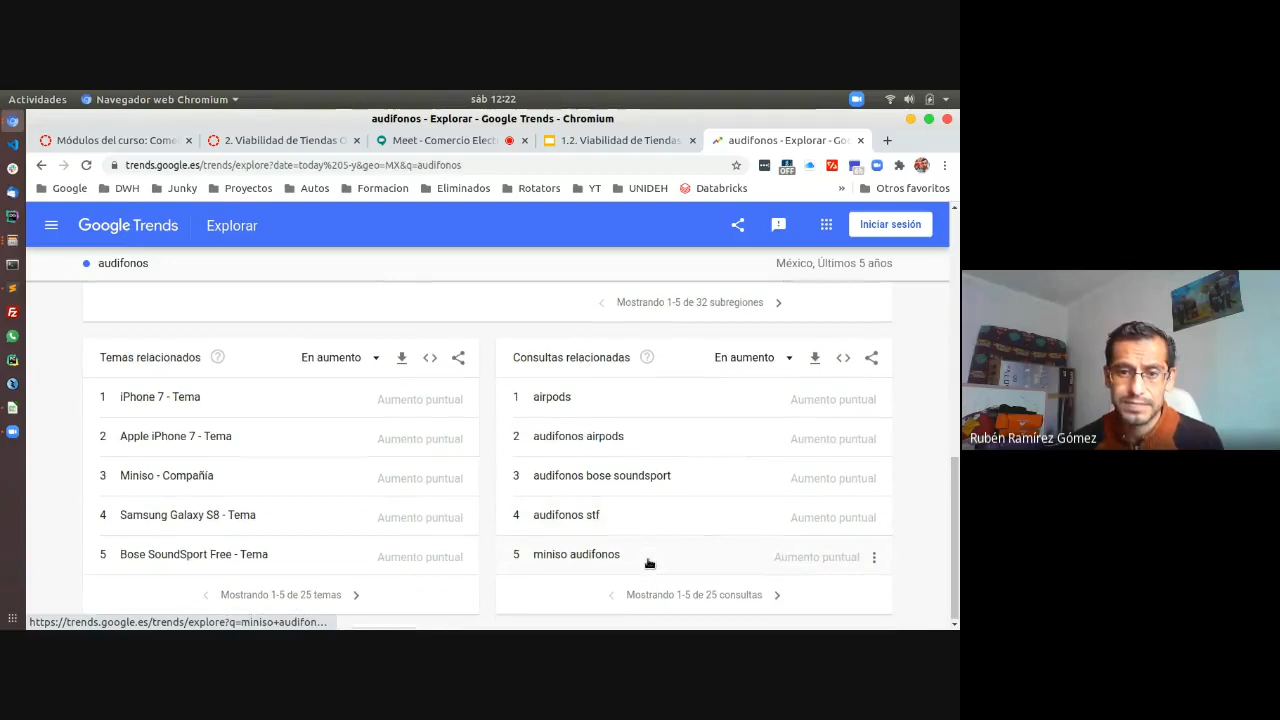 Actividades
Navegador web Chromium
sáb 12:22
audifonos - Explorar - Google Trends - Chromium
Módulos del curso: Come
2. Viabilidad de Tiendas O
Meet - Comercio Elect
1.2. Viabilidad de Tiendas
audifonos - Explorar - Go
trends.google.es/trends/explore?date=today%205-y&geo=MX&q=audifonos
OFF
Google
DWH
Junky
Proyectos
Autos
Formacion
Eliminados
Rotators
YT
UNIDEH
Databricks
»
Otros favoritos
Google Trends
Explorar
Iniciar sesión
audifonos
México, Últimos 5 años
Mostrando 1-5 de 32 subregiones
Temas relacionados
En aumento
1 iPhone 7 - Tema Aumento puntual
2 Apple iPhone 7 - Tema Aumento puntual
3 Miniso - Compañía Aumento puntual
4 Samsung Galaxy S8 - Tema Aumento puntual
5 Bose SoundSport Free - Tema Aumento puntual
Mostrando 1-5 de 25 temas
Consultas relacionadas
En aumento
1 airpods Aumento puntual
2 audifonos airpods Aumento puntual
3 audifonos bose soundsport Aumento puntual
4 audifonos stf Aumento puntual
5 miniso audifonos Aumento puntual
Mostrando 1-5 de 25 consultas
https://trends.google.es/trends/explore?q=miniso+audifon...
Rubén Ramírez Gómez